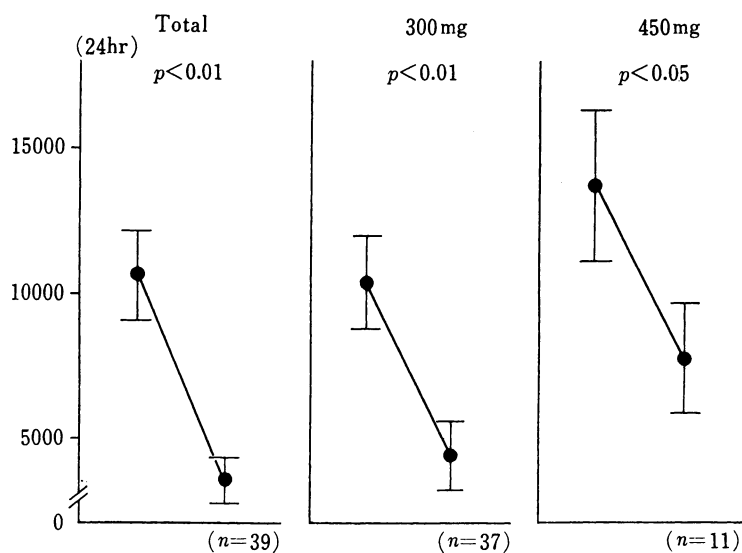 Total
300mg
450mg
(24hr)
p<0.01
p<0.01
p<0.05
15000
10000
5000
0
(n=39)
(n=37)
(n=11)